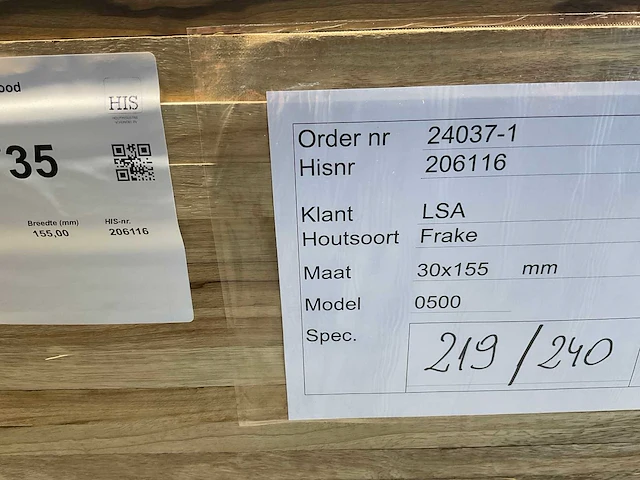 ood
HIS
35
Breedte (mm) HIS-nr.
155,00 206116
Order nr 24037-1
Hisnr 206116
Klant LSA
Houtsoort Frake
Maat 30x155 mm
Model 0500
Spec. 219/240